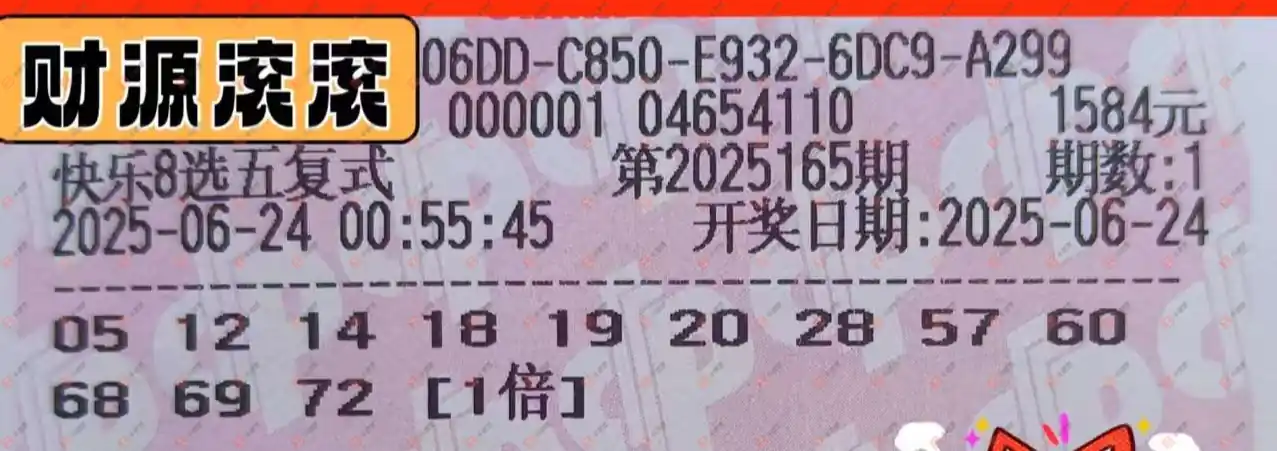 财源滚滚
06DD-C850-E932-6DC9-A299
000001 04654110 1584元
快乐8选五复式 第2025165期 期数:1
2025-06-24 00:55:45 开奖日期:2025-06-24
05 12 14 18 19 20 28 57 60
68 69 72 [1倍]